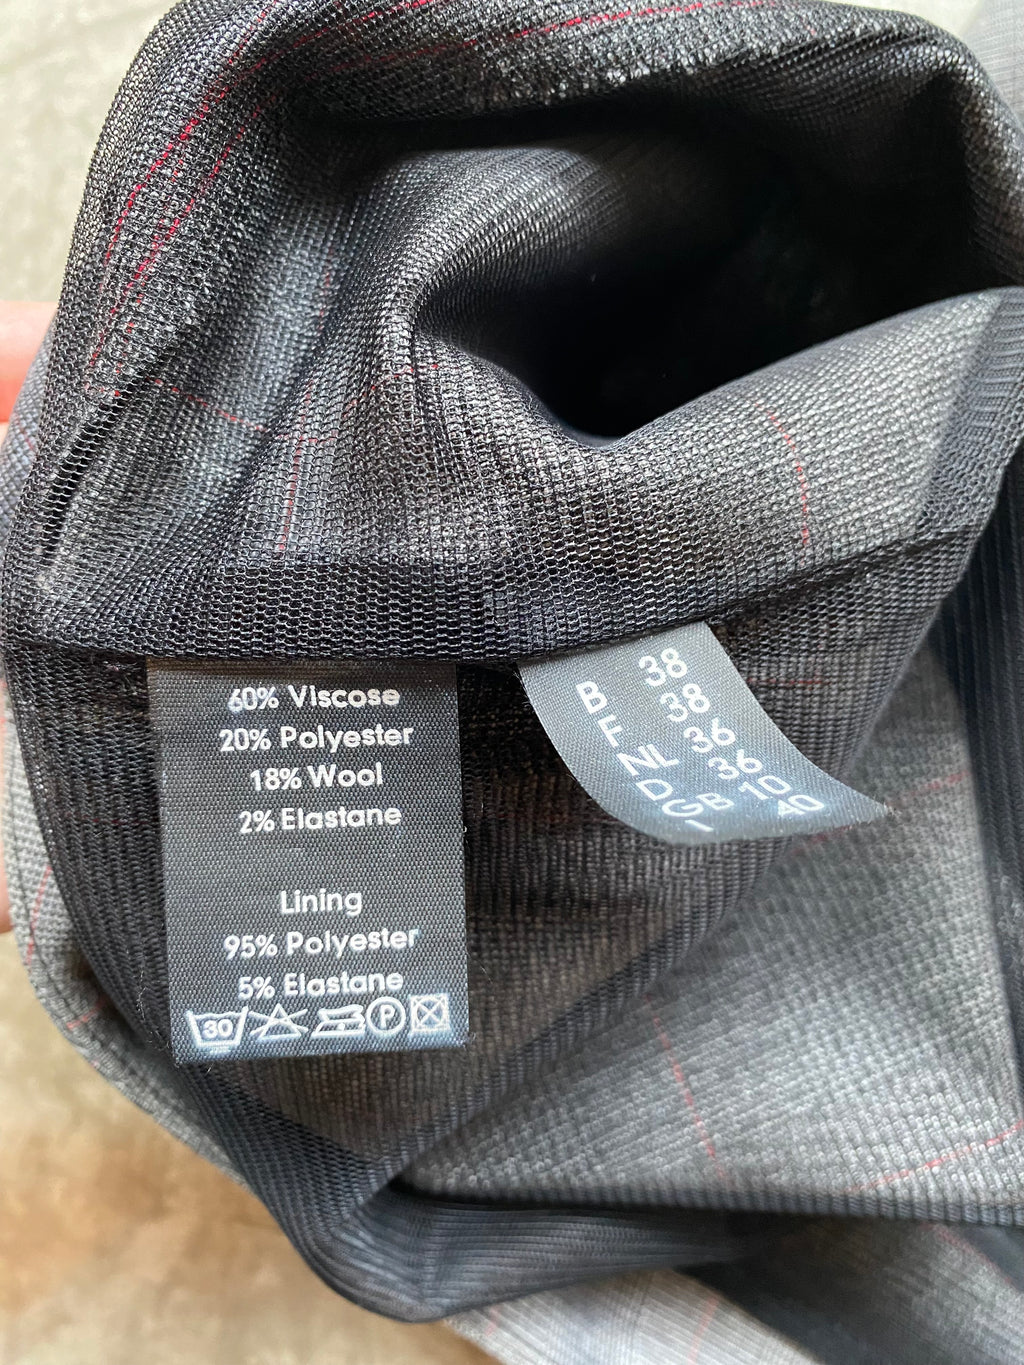 60% Viscose
20% Polyester
18% Wool
2% Elastane
Lining
95% Polyester
5% Elastane
30 P
B 38
F 38
NL 36
D 36
GB 10
I 40